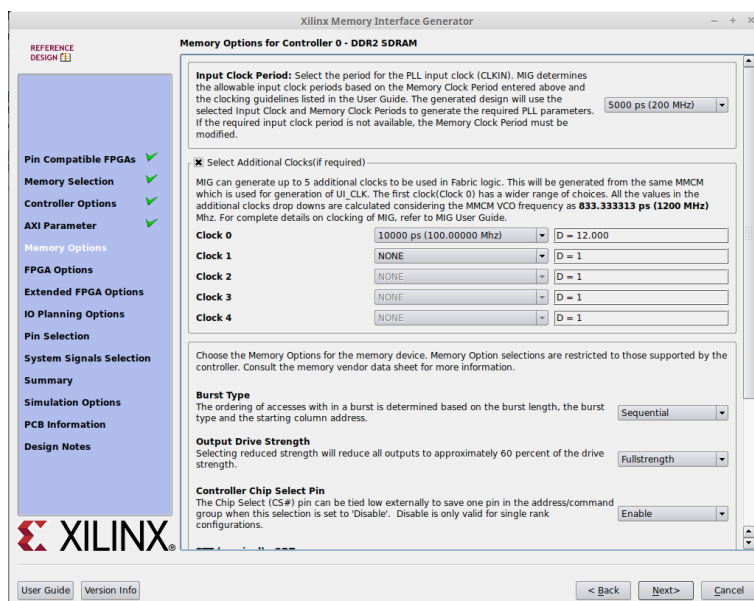 Xilinx Memory Interface Generator
REFERENCE
DESIGN
Memory Options for Controller 0 - DDR2 SDRAM
Pin Compatible FPGAs
Memory Selection
Controller Options
AXI Parameter
Memory Options
FPGA Options
Extended FPGA Options
IO Planning Options
Pin Selection
System Signals Selection
Summary
Simulation Options
PCB Information
Design Notes
XILINX®
Input Clock Period: Select the period for the PLL input clock (CLKIN). MIG determines
the allowable input clock periods based on the Memory Clock Period entered above and
the clocking guidelines listed in the User Guide. The generated design will use the
selected Input Clock and Memory Clock Periods to generate the required PLL parameters.
If the required input clock period is not available, the Memory Clock Period must be
modified.
5000 ps (200 MHz)
Select Additional Clocks(if required)
MIG can generate up to 5 additional clocks to be used in Fabric logic. This will be generated from the same MMCM
which is used for generation of UI_CLK. The first clock(Clock 0) has a wider range of choices. All the values in the
additional clocks drop downs are calculated considering the MMCM VCO frequency as 833.333313 ps (1200 MHz)
Mhz. For complete details on clocking of MIG, refer to MIG User Guide.
Clock 0 10000 ps (100.00000 Mhz) D = 12.000
Clock 1 NONE D = 1
Clock 2 NONE D = 1
Clock 3 NONE D = 1
Clock 4 NONE D = 1
Choose the Memory Options for the memory device. Memory Option selections are restricted to those supported by the
controller. Consult the memory vendor data sheet for more information.
Burst Type
The ordering of accesses with in a burst is determined based on the burst length, the burst
type and the starting column address.
Sequential
Output Drive Strength
Selecting reduced strength will reduce all outputs to approximately 60 percent of the drive
strength.
Fullstrength
Controller Chip Select Pin
The Chip Select (CS#) pin can be tied low externally to save one pin in the address/command
group when this selection is set to 'Disable'. Disable is only valid for single rank
configurations.
Enable
User Guide Version Info < Back Next> Cancel